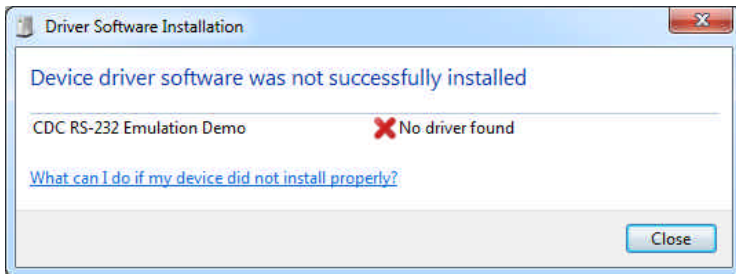 Driver Software Installation
Device driver software was not successfully installed
CDC RS-232 Emulation Demo No driver found
What can I do if my device did not install properly?
Close